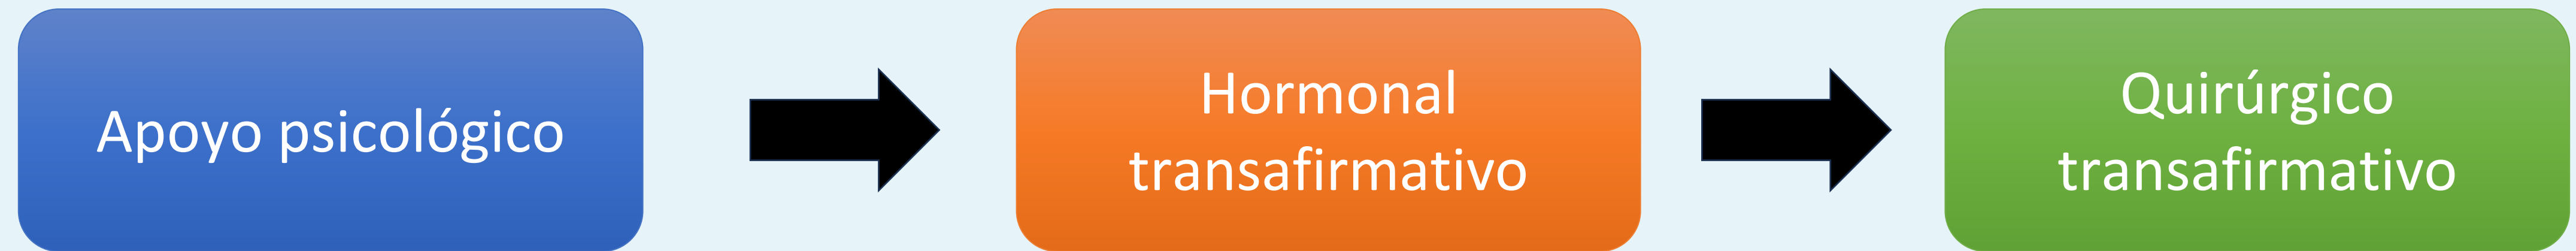 Apoyo psicológico
Hormonal
transafirmativo
Quirúrgico
transafirmativo